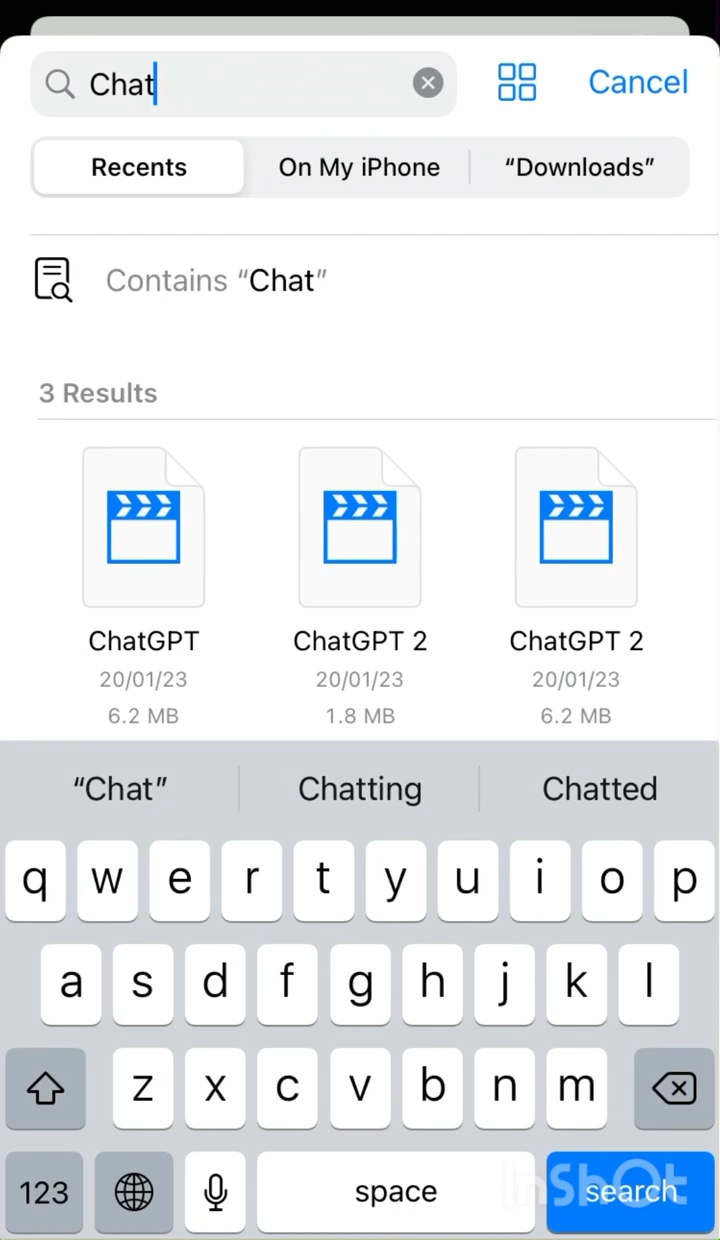 Chat
Cancel
Recents
On My iPhone
“Downloads”
Contains “Chat”
3 Results
ChatGPT
20/01/23
6.2 MB
ChatGPT 2
20/01/23
1.8 MB
ChatGPT 2
20/01/23
6.2 MB
“Chat” Chatting Chatted
q w e r t y u i o p
a s d f g h j k l
z x c v b n m
123 space search
InShOt